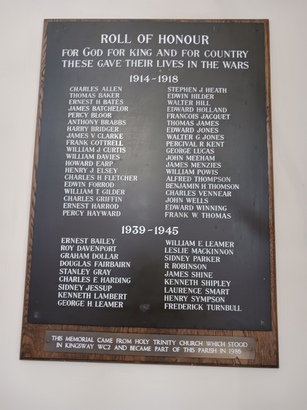 ROLL OF HONOUR
FOR GOD FOR KING AND FOR COUNTRY
THESE GAVE THEIR LIVES IN THE WARS
1914-1918
CHARLES ALLEN
THOMAS BAKER
ERNEST H BATES
JAMES BATCHELOR
PERCY BLOOR
ANTHONY BRABBS
HARRY BRIDGER
JAMES V CLARKE
FRANK COTTRELL
WILLIAM J CURTIS
WILLIAM DAVIES
HOWARD EARP
HENRY J ELSEY
CHARLES H FLETCHER
EDWIN FORROD
WILLIAM T GILDER
CHARLES GRIFFIN
ERNEST HARROD
PERCY HAYWARD
STEPHEN J HEATH
EDWIN HILDER
WALTER HILL
EDWARD HOLLAND
FRANCOIS JACQUET
THOMAS JAMES
EDWARD JONES
WALTER G JONES
PERCIVAL R KENT
GEORGE LUCAS
JOHN MEEHAM
JAMES MENZIES
WILLIAM POWIS
ALFRED THOMPSON
BENJAMIN H THOMSON
CHARLES VENNEAR
JOHN WELLS
EDWARD WINNING
FRANK W THOMAS
1939-1945
ERNEST BAILEY
ROY DAVENPORT
GRAHAM DOLLAR
DOUGLAS FAIRBAIRN
STANLEY GRAY
CHARLES E HARDING
SIDNEY JESSUP
KENNETH LAMBERT
GEORGE H LEAMER
WILLIAM E LEAMER
LESLIE MACKINNON
SIDNEY PARKER
R ROBINSON
JAMES SHINE
KENNETH SHIPLEY
LAURENCE SMART
HENRY SYMPSON
FREDERICK TURNBULL
THIS MEMORIAL CAME FROM HOLY TRINITY CHURCH WHICH STOOD
IN KINGSWAY WC2 AND BECAME PART OF THIS PARISH IN 1986